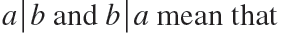 a|b and b|a mean that